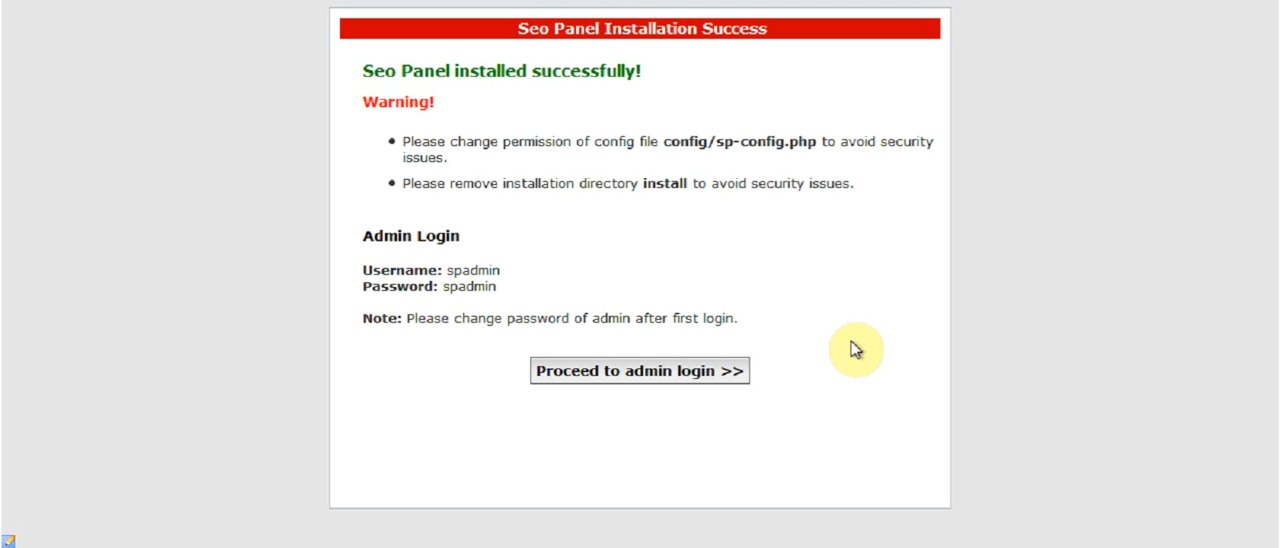 Seo Panel Installation Success
Seo Panel installed successfully!
Warning!
Please change permission of config file config/sp-config.php to avoid security
issues.
Please remove installation directory install to avoid security issues.
Admin Login
Username: spadmin
Password: spadmin
Note: Please change password of admin after first login.
Proceed to admin login >>